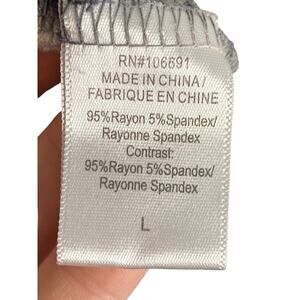 RN#106691
MADE IN CHINA/
FABRIQUE EN CHINE
95%Rayon 5%Spandex/
Rayonne Spandex
Contrast:
95%Rayon 5%Spandex/
Rayonne Spandex
L